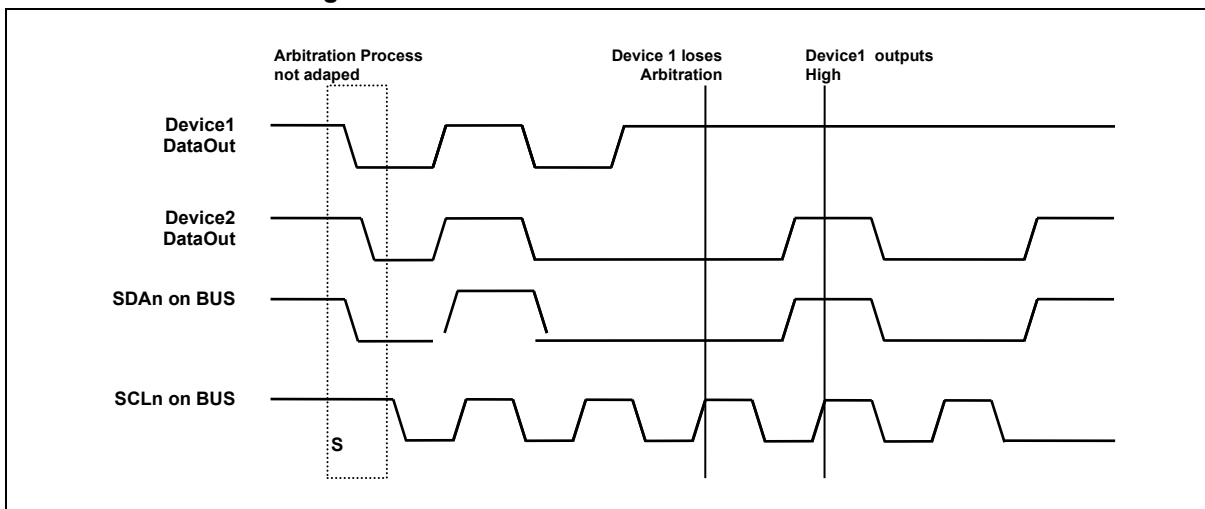 Arbitration Process
not adaped
Device 1 loses
Arbitration
Device1 outputs
High
Device1
DataOut
Device2
DataOut
SDAn on BUS
SCLn on BUS
S